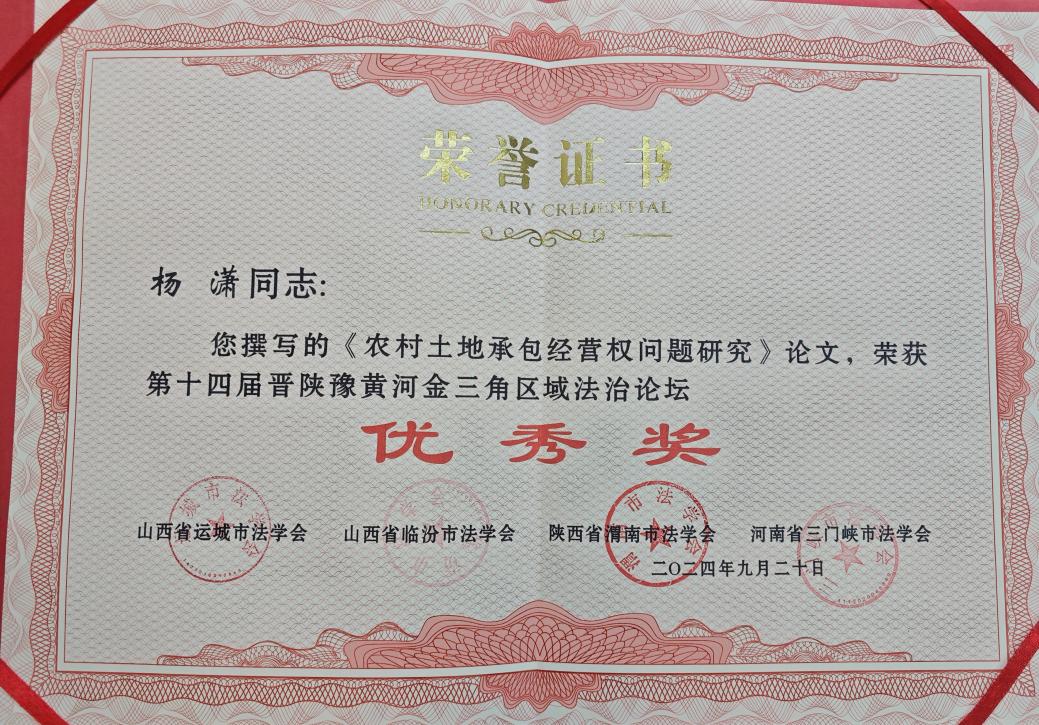 荣誉证书
HONORARY CREDENTIAL
杨 潇同志:
您撰写的《农村土地承包经营权问题研究》论文，荣获
第十四届晋陕豫黄河金三角区域法治论坛
优秀奖
山西省运城市法学会 山西省临汾市法学会 陕西省渭南市法学会 河南省三门峡市法学会
二〇二四年九月二十日